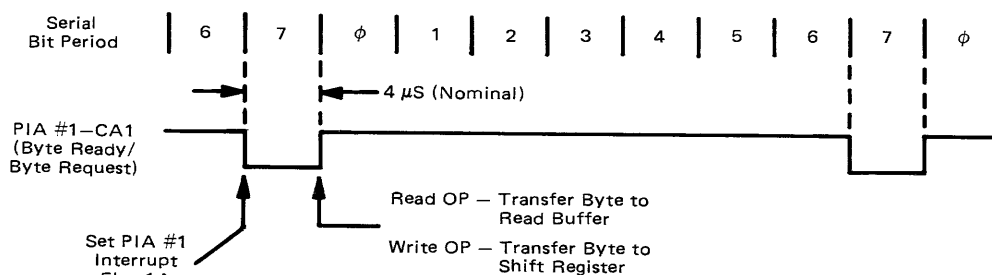 Serial
Bit Period
6 7 ϕ 1 2 3 4 5 6 7 ϕ
4 μS (Nominal)
PIA #1—CA1
(Byte Ready/
Byte Request)
Read OP — Transfer Byte to
Read Buffer
Write OP — Transfer Byte to
Shift Register
Set PIA #1
Interrupt